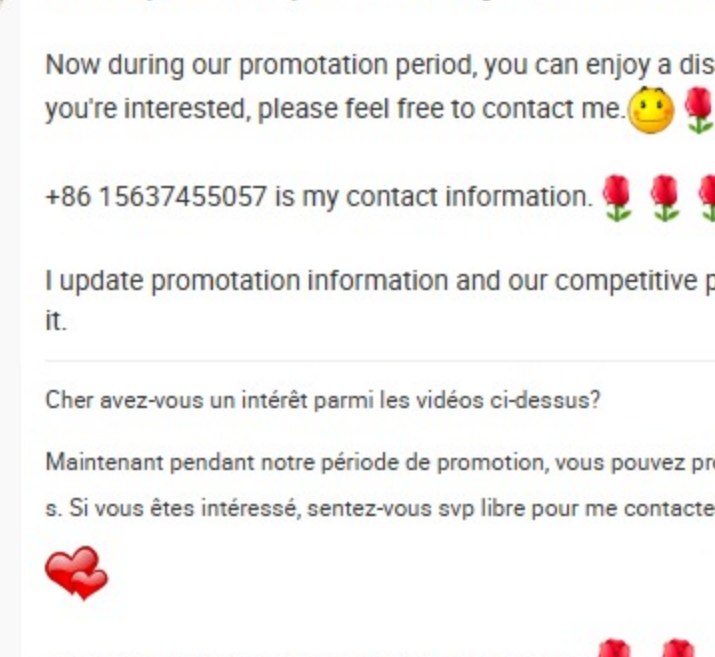 Now during our promotation period, you can enjoy a dis
you're interested, please feel free to contact me.
+86 15637455057 is my contact information.
I update promotation information and our competitive p
it.
Cher avez-vous un intérêt parmi les vidéos ci-dessus?
Maintenant pendant notre période de promotion, vous pouvez pr
s. Si vous êtes intéressé, sentez-vous svp libre pour me contacte